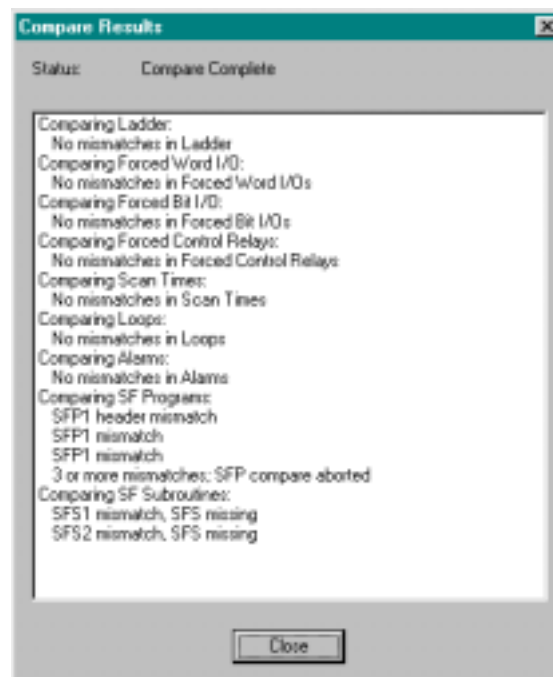 Compare Results
Status: Compare Complete
Comparing Ladder:
No mismatches in Ladder
Comparing Forced Word I/O:
No mismatches in Forced Word I/Os
Comparing Forced Bit I/O:
No mismatches in Forced Bit I/Os
Comparing Forced Control Relays:
No mismatches in Forced Control Relays
Comparing Scan Times:
No mismatches in Scan Times
Comparing Loops:
No mismatches in Loops
Comparing Alarms:
No mismatches in Alarms
Comparing SF Programs:
SFP1 header mismatch
SFP1 mismatch
SFP1 mismatch
3 or more mismatches; SFP compare aborted
Comparing SF Subroutines:
SFS1 mismatch, SFS missing
SFS2 mismatch, SFS missing
Close